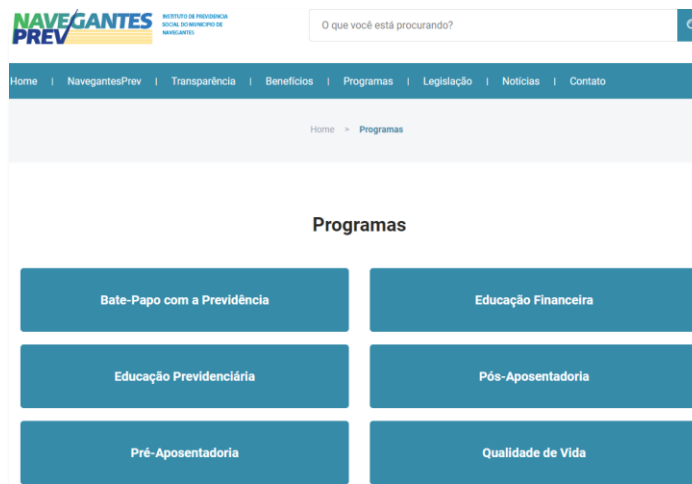 NAVEGANTES
PREV
INSTITUTO DE PREVIDÊNCIA
SOCIAL DO MUNICÍPIO DE
NAVEGANTES
O que você está procurando?
Home | NavegantesPrev | Transparência | Benefícios | Programas | Legislação | Notícias | Contato
Home > Programas
Programas
Bate-Papo com a Previdência
Educação Financeira
Educação Previdenciária
Pós-Aposentadoria
Pré-Aposentadoria
Qualidade de Vida